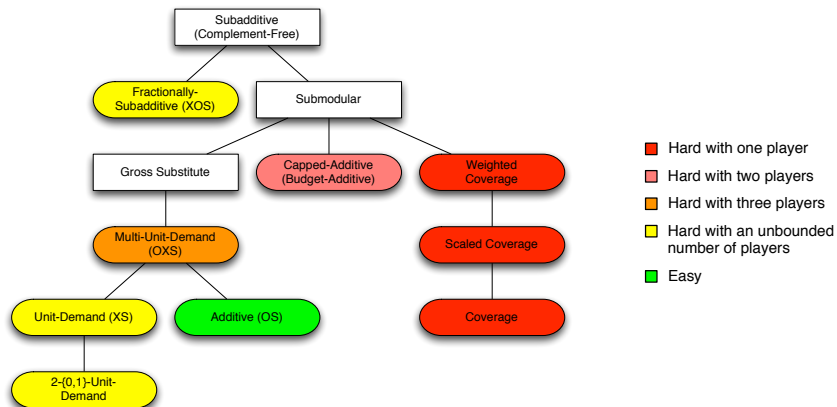 Subadditive
(Complement-Free)
Fractionally-
Subadditive (XOS)
Submodular
Gross Substitute
Capped-Additive
(Budget-Additive)
Weighted
Coverage
Multi-Unit-Demand
(OXS)
Scaled Coverage
Unit-Demand (XS)
Additive (OS)
Coverage
2-{0,1}-Unit-
Demand
Hard with one player
Hard with two players
Hard with three players
Hard with an unbounded
number of players
Easy